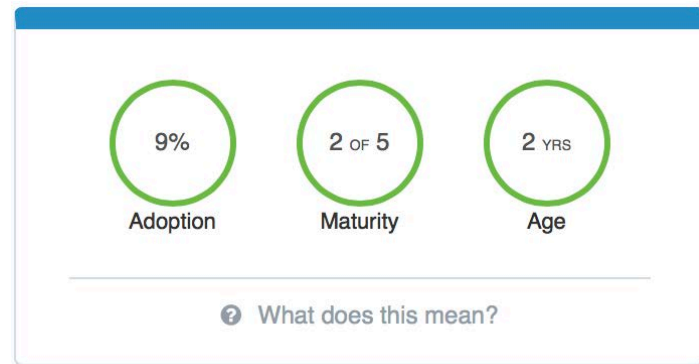 9% 2 OF 5 2 YRS
Adoption Maturity Age
What does this mean?